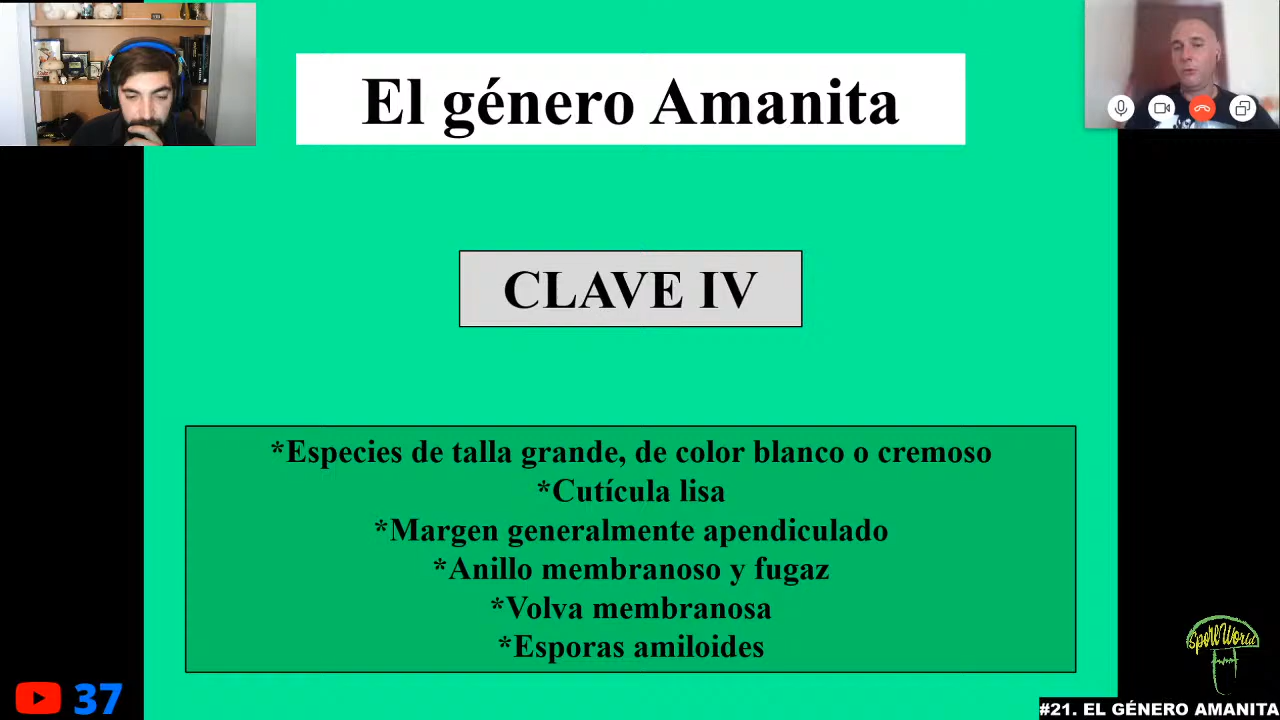 El género Amanita
CLAVE IV
*Especies de talla grande, de color blanco o cremoso
*Cutícula lisa
*Margen generalmente apendiculado
*Anillo membranoso y fugaz
*Volva membranosa
*Esporas amiloides
SporeWorld
37
#21. EL GÉNERO AMANITA